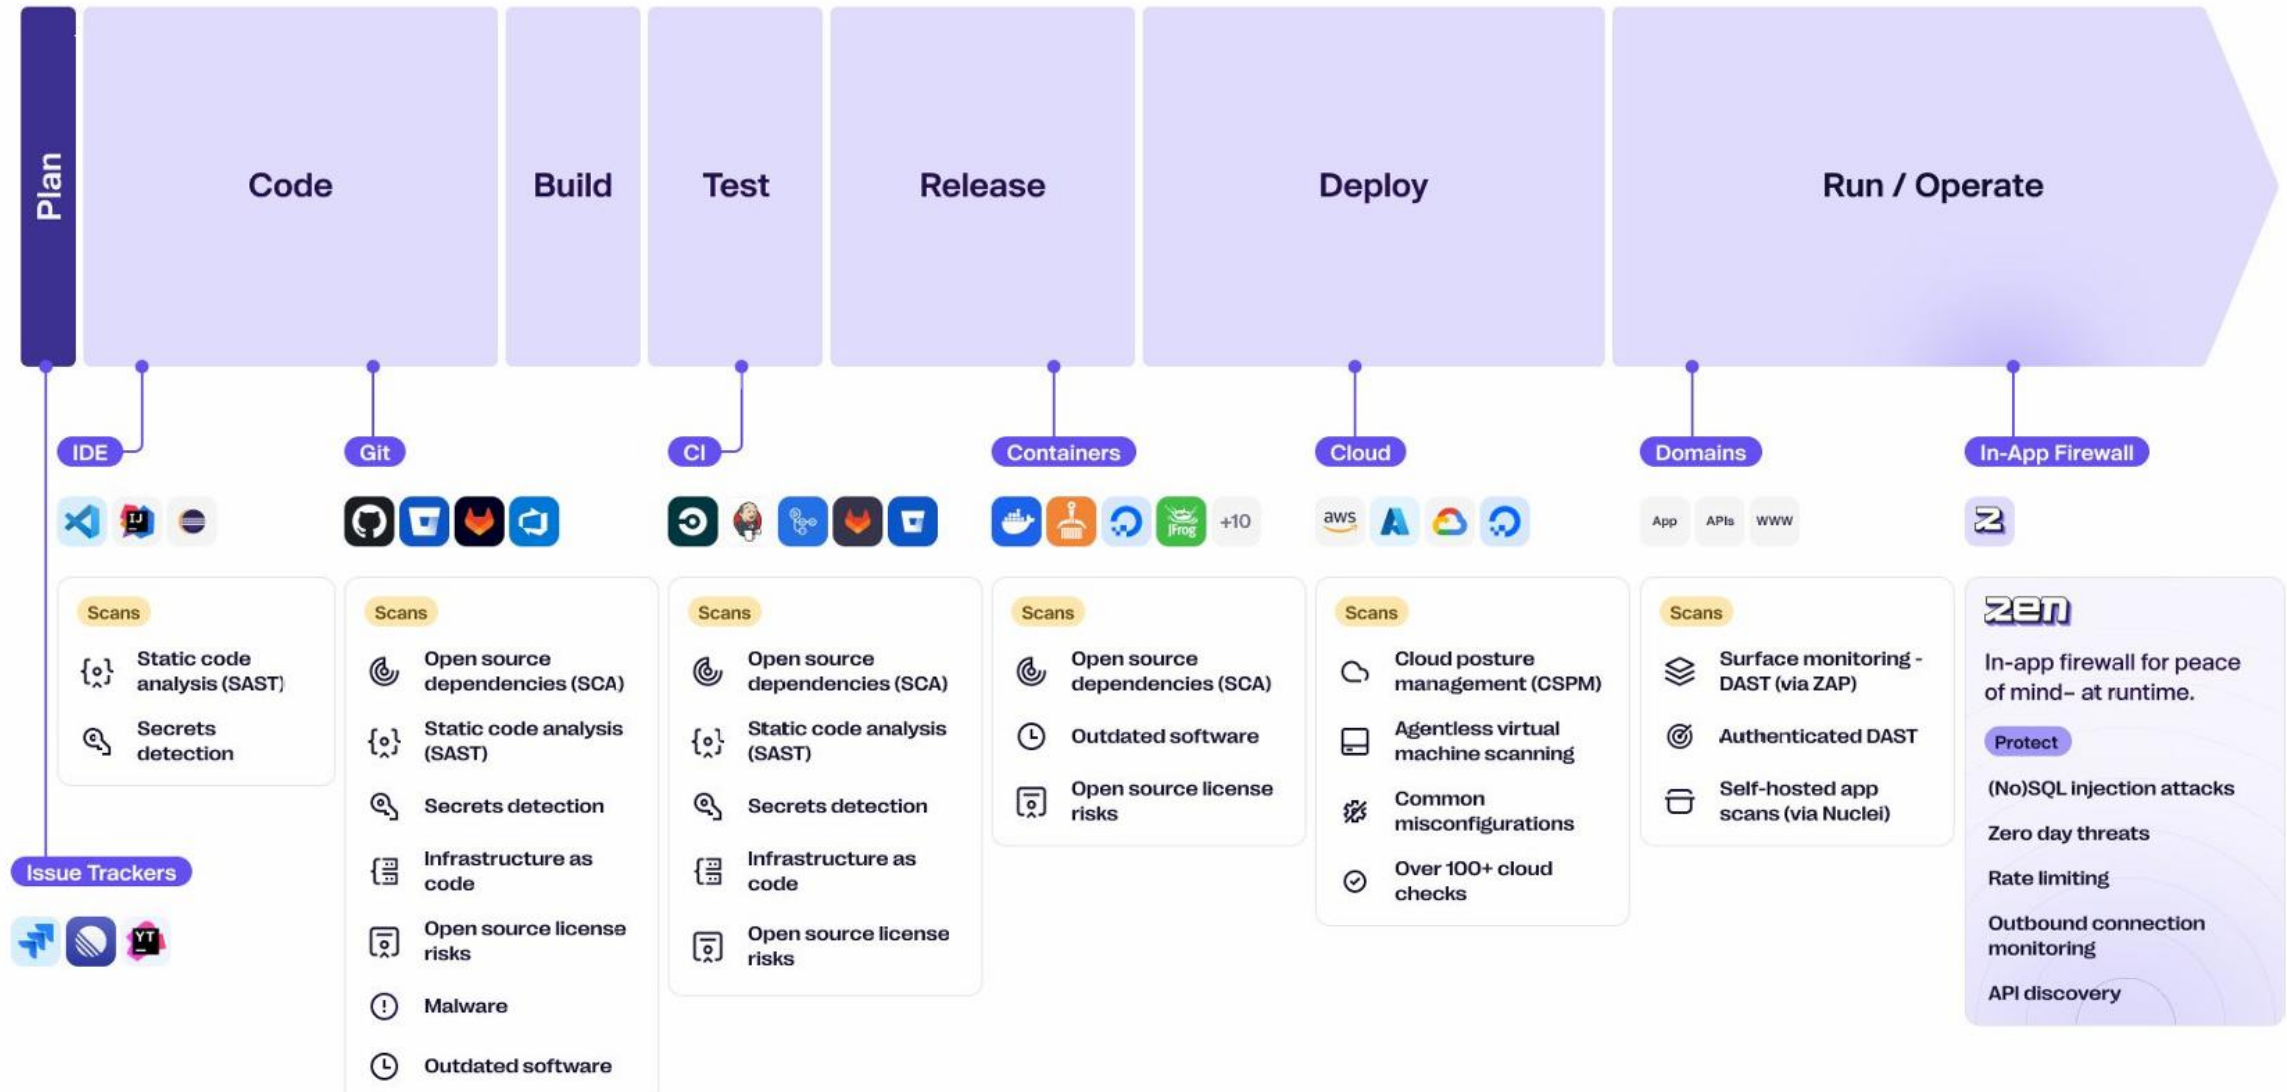 Plan
Code
Build
Test
Release
Deploy
Run / Operate
IDE
Git
CI
Containers
Cloud
Domains
In-App Firewall
IJ
JFrog
+10
aws
App
APIs
WWW
Scans
Static code
analysis (SAST)
Secrets
detection
Scans
Open source
dependencies (SCA)
Static code analysis
(SAST)
Secrets detection
Infrastructure as
code
Open source license
risks
Malware
Outdated software
Scans
Open source
dependencies (SCA)
Static code analysis
(SAST)
Secrets detection
Infrastructure as
code
Open source license
risks
Scans
Open source
dependencies (SCA)
Outdated software
Open source license
risks
Scans
Cloud posture
management (CSPM)
Agentless virtual
machine scanning
Common
misconfigurations
Over 100+ cloud
checks
Scans
Surface monitoring -
DAST (via ZAP)
Authenticated DAST
Self-hosted app
scans (via Nuclei)
zen
In-app firewall for peace
of mind– at runtime.
Protect
(No)SQL injection attacks
Zero day threats
Rate limiting
Outbound connection
monitoring
API discovery
Issue Trackers
YT